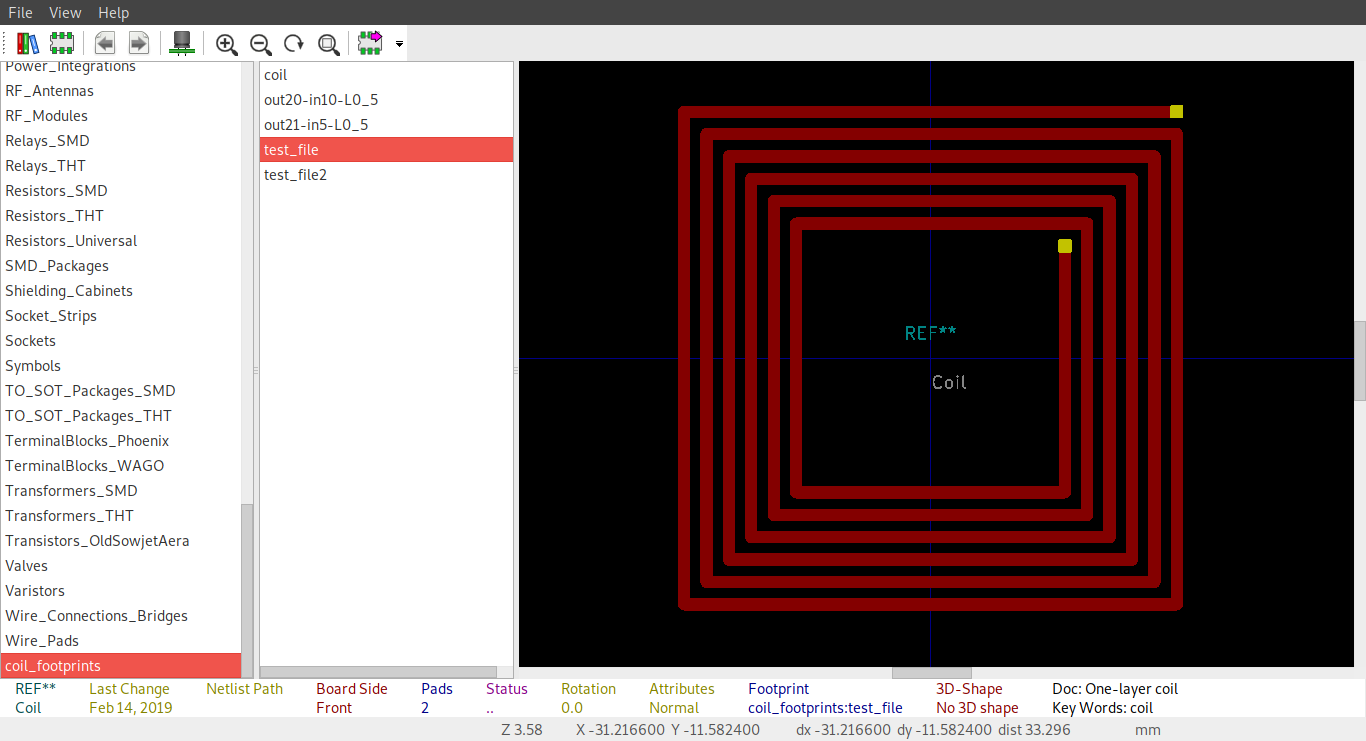 File View Help
Power_Integrations
RF_Antennas
RF_Modules
Relays_SMD
Relays_THT
Resistors_SMD
Resistors_THT
Resistors_Universal
SMD_Packages
Shielding_Cabinets
Socket_Strips
Sockets
Symbols
TO_SOT_Packages_SMD
TO_SOT_Packages_THT
TerminalBlocks_Phoenix
TerminalBlocks_WAGO
Transformers_SMD
Transformers_THT
Transistors_OldSowjetAera
Valves
Varistors
Wire_Connections_Bridges
Wire_Pads
coil_footprints
coil
out20-in10-L0_5
out21-in5-L0_5
test_file
test_file2
REF**
Coil
REF** Last Change Netlist Path Board Side Pads Status Rotation Attributes Footprint 3D-Shape Doc: One-layer coil
Coil Feb 14, 2019 Front 2 .. 0.0 Normal coil_footprints:test_file No 3D shape Key Words: coil
Z 3.58 X -31.216600 Y -11.582400 dx -31.216600 dy -11.582400 dist 33.296 mm